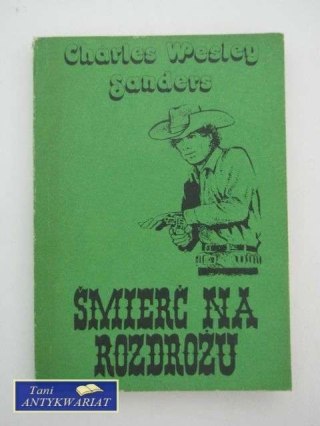 Charles Wesley
Sanders
ŚMIERĆ NA
ROZDROŻU
Tani
ANTYKWARIAT